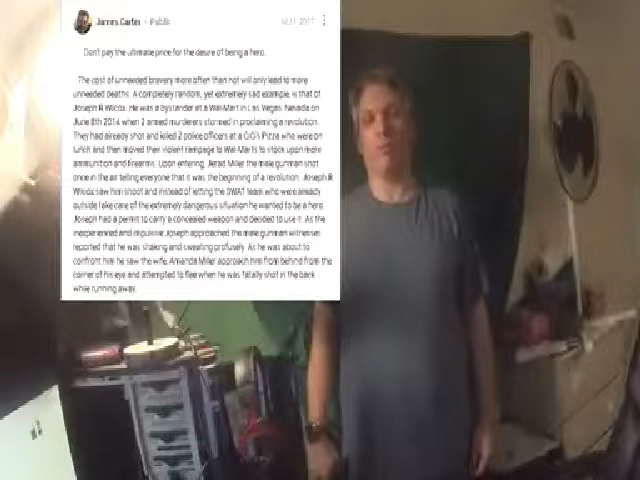 James Carter · Public
Jul 11, 2017
Don't pay the ultimate price for the desire of being a hero.
The cost of unneeded bravery more often than not will only lead to more
unneeded deaths. A completely random, yet extremely sad example, is that of
Joseph R Wilcox. He was a bystander at a Wal-Mart in Las Vegas, Nevada on
June 8th 2014 when 2 armed murderers stormed in proclaiming a revolution.
They had already shot and killed 2 police officers at a CiCi's Pizza who were on
lunch and then moved their violent rampage to Wal-Mart to stock upon more
ammunition and firearms. Upon entering, Jerad Miller the male gunman shot
once in the air telling everyone that it was the beginning of a revolution. Joseph R
Wilcox saw him shoot and instead of letting the SWAT team who were already
outside take care of the extremely dangerous situation he wanted to be a hero.
Joseph had a permit to carry a concealed weapon and decided to use it. As the
inexperienced and impulsive Joseph approached the male gunman witnesses
reported that he was shaking and sweating profusely. As he was about to
confront him he saw the wife, Amanda Miller approach him from behind from the
corner of his eye and attempted to flee when he was fatally shot in the back
while running away.